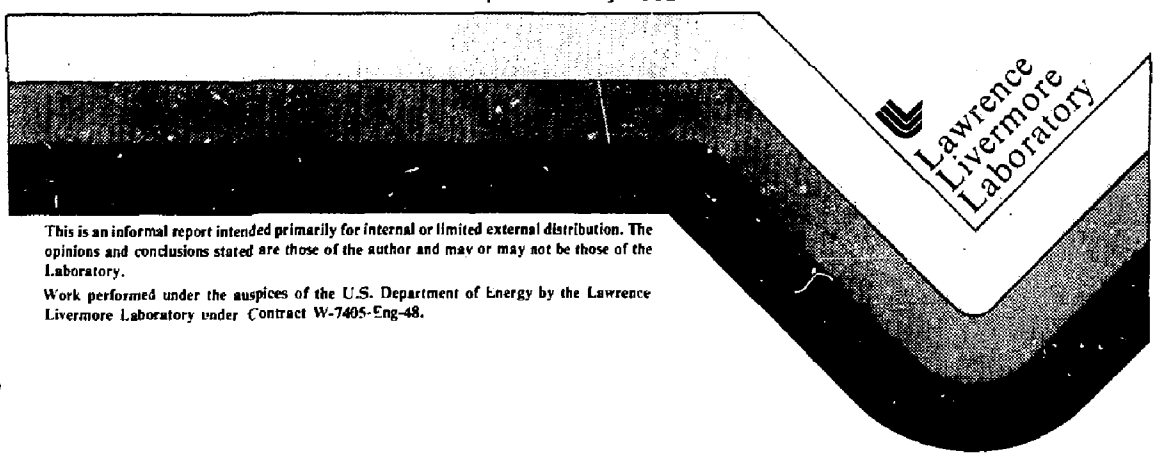 Lawrence
Livermore
Laboratory
This is an informal report intended primarily for internal or limited external distribution. The
opinions and conclusions stated are those of the author and may or may not be those of the
Laboratory.
Work performed under the auspices of the U.S. Department of Energy by the Lawrence
Livermore Laboratory under Contract W-7405-Eng-48.